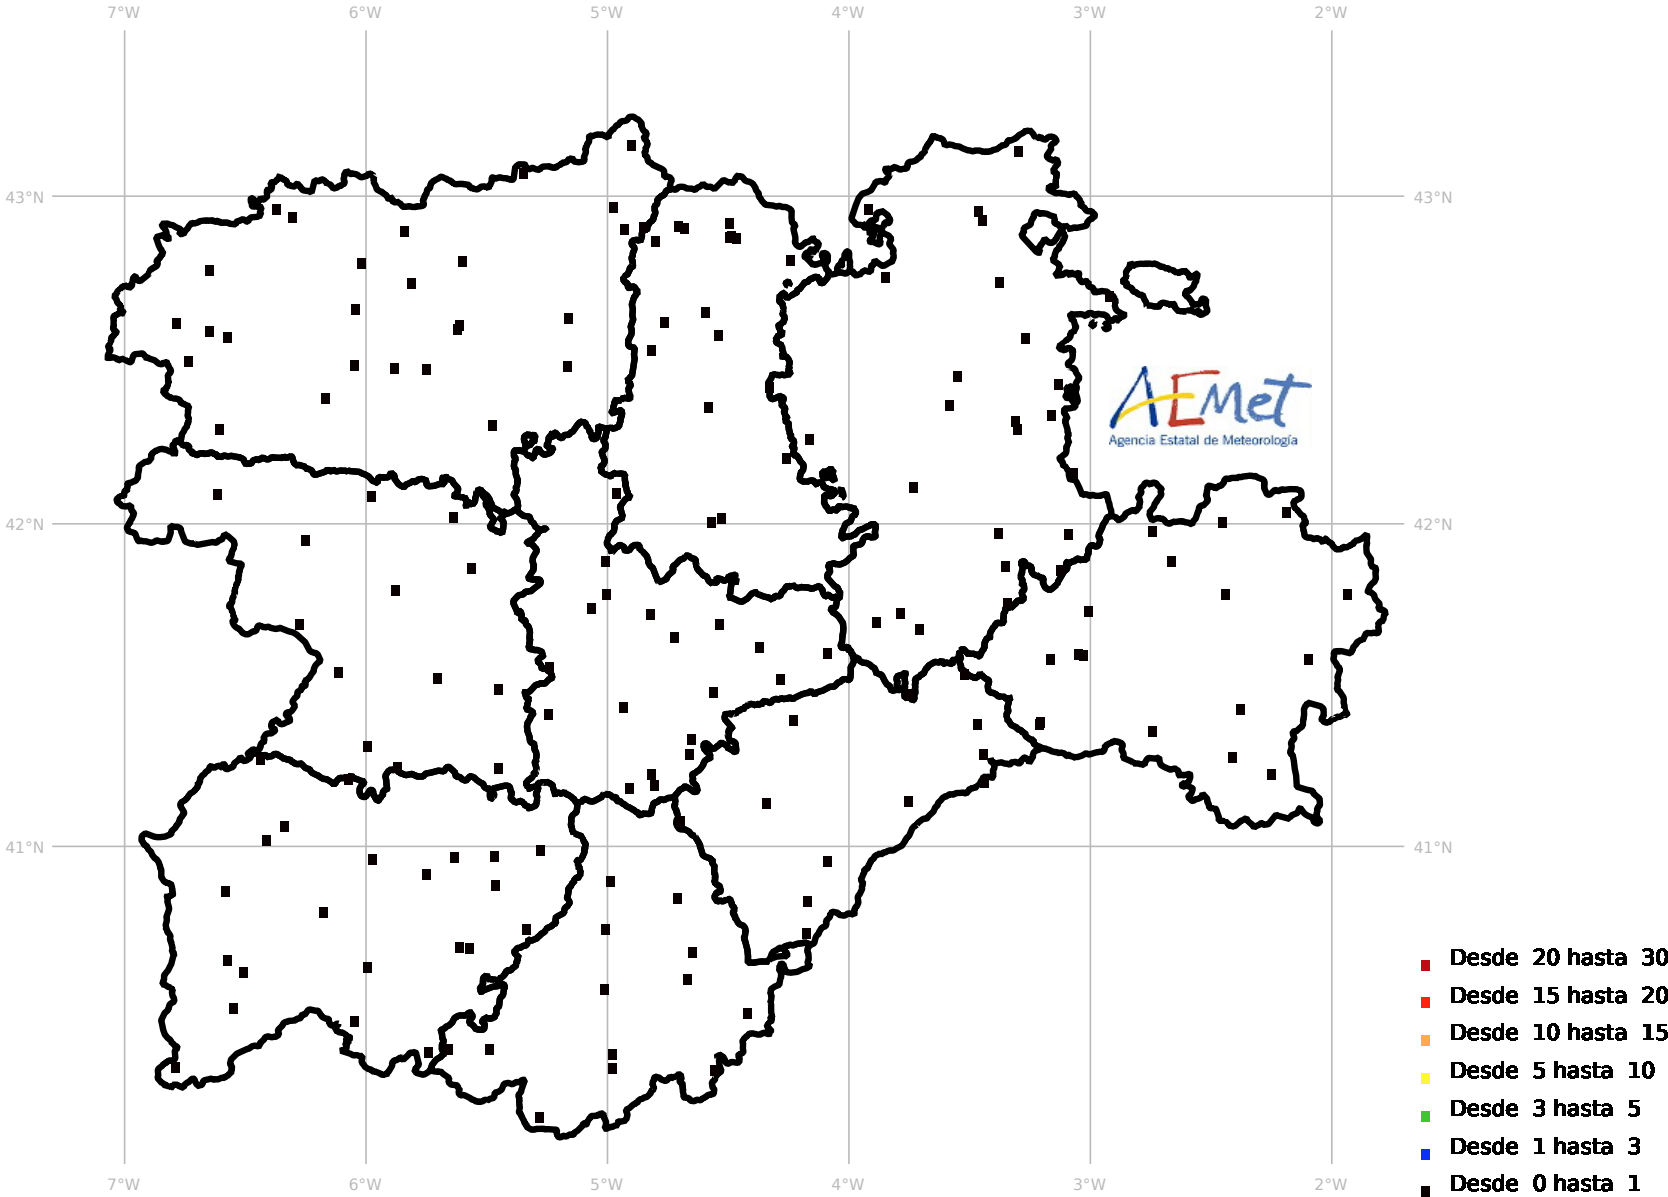 7°W 6°W 5°W 4°W 3°W 2°W
43°N 43°N
AEMet
Agencia Estatal de Meteorología
42°N 42°N
41°N 41°N
Desde 20 hasta 30
Desde 15 hasta 20
Desde 10 hasta 15
Desde 5 hasta 10
Desde 3 hasta 5
Desde 1 hasta 3
Desde 0 hasta 1
7°W 6°W 5°W 4°W 3°W 2°W